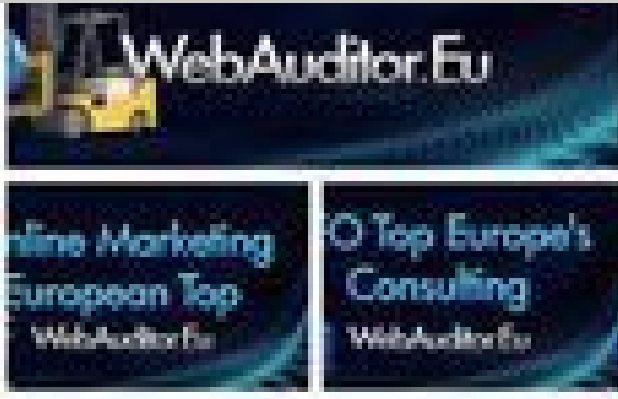 WebAuditor.Eu
nline Marketing
European Top
WebAuditor.Eu
O Top Europe's
Consulting
WebAuditor.Eu